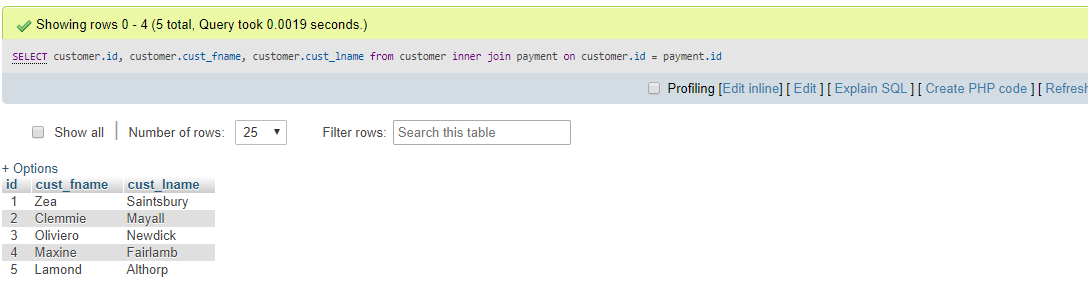 Showing rows 0 - 4 (5 total, Query took 0.0019 seconds.)
SELECT customer.id, customer.cust_fname, customer.cust_lname from customer inner join payment on customer.id = payment.id
Profiling [Edit inline] [ Edit ] [ Explain SQL ] [ Create PHP code ] [ Refresh
Show all Number of rows: 25 Filter rows: Search this table
+ Options
id cust_fname cust_lname
1 Zea Saintsbury
2 Clemmie Mayall
3 Oliviero Newdick
4 Maxine Fairlamb
5 Lamond Althorp